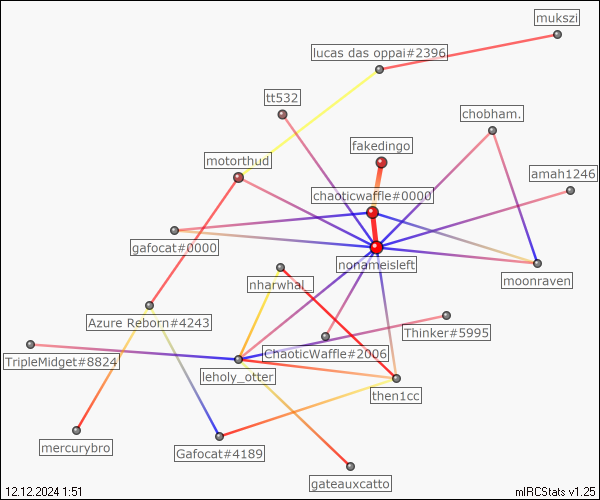 mukszi
lucas das oppai#2396
tt532
chobham.
fakedingo
motorthud
amah1246
chaoticwaffle#0000
gafocat#0000
nonameisleft
moonraven
nharwhal_
Azure Reborn#4243
Thinker#5995
ChaoticWaffle#2006
TripleMidget#8824
leholy_otter
then1cc
mercurybro
Gafocat#4189
gateauxcatto
12.12.2024 1:51
mIRCStats v1.25